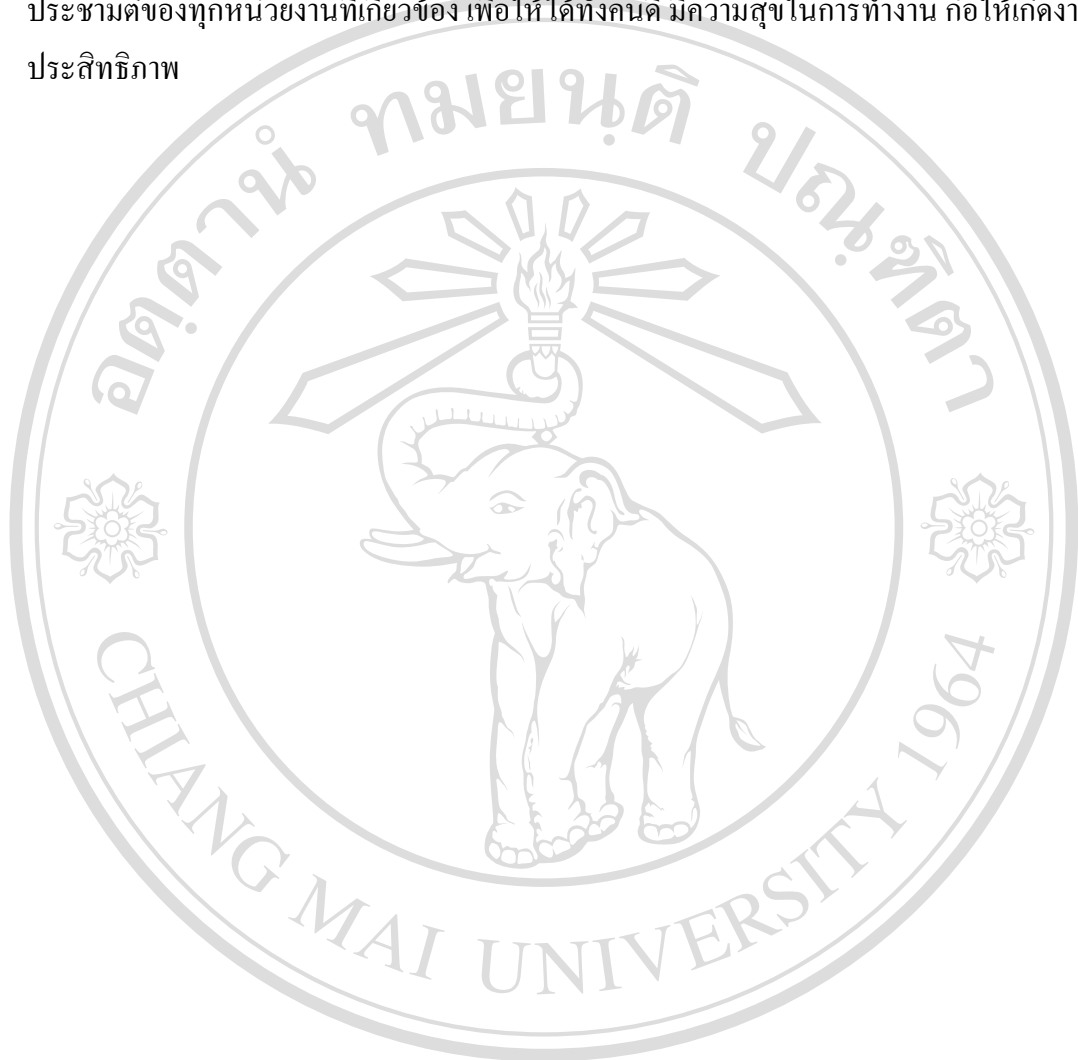 ประชามติของทุกหน่วยงานที่เกี่ยวข้อง เพื่อให้ได้ทั้งคนดี มีความสุขในการทำงาน ก่อให้เกิดงา
ประสิทธิภาพ
อตฺตานํ ทมยนฺติ ปณฺฑิตา
CHIANG MAI UNIVERSITY 1964